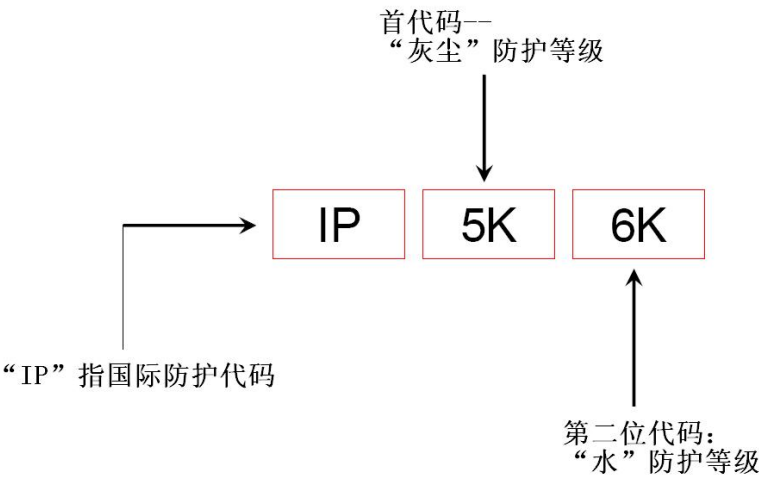 首代码--
“灰尘”防护等级
IP
5K
6K
“IP”指国际防护代码
第二位代码：
“水”防护等级